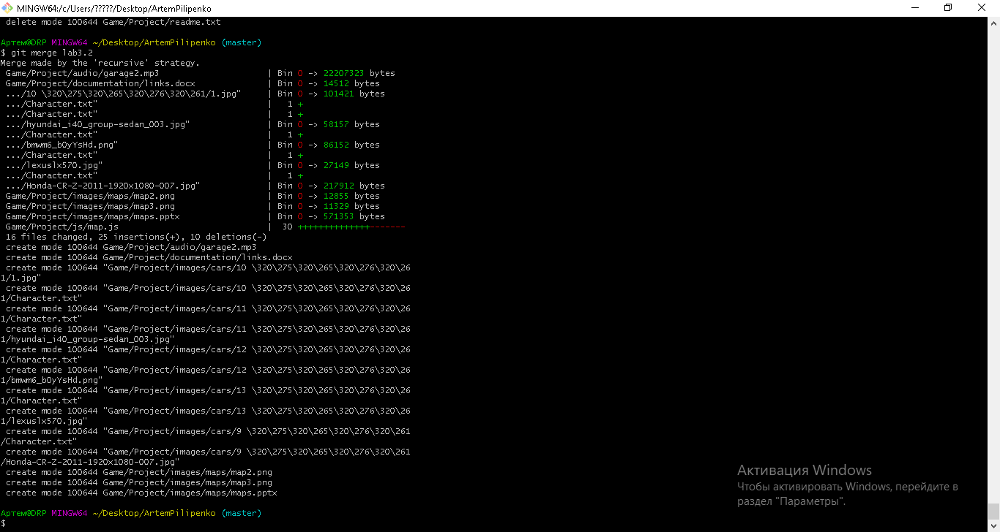 MINGW64:/c/Users/?????/Desktop/ArtemPilipenko
delete mode 100644 Game/Project/readme.txt
Артем@DRP MINGW64 ~/Desktop/ArtemPilipenko (master)
$ git merge lab3.2
Merge made by the 'recursive' strategy.
Game/Project/audio/garage2.mp3 | Bin 0 -> 22207323 bytes
Game/Project/documentation/links.docx | Bin 0 -> 14512 bytes
.../10 \320\275\320\265\320\276\320\261/1.jpg" | Bin 0 -> 101421 bytes
.../Character.txt" | 1 +
.../Character.txt" | 1 +
.../hyundai_i40_group-sedan_003.jpg" | Bin 0 -> 58157 bytes
.../Character.txt" | 1 +
.../bmwm6_b0yYsHd.png" | Bin 0 -> 86152 bytes
.../Character.txt" | 1 +
.../lexuslx570.jpg" | Bin 0 -> 27149 bytes
.../Character.txt" | 1 +
.../Honda-CR-Z-2011-1920x1080-007.jpg" | Bin 0 -> 217912 bytes
Game/Project/images/maps/map2.png | Bin 0 -> 12855 bytes
Game/Project/images/maps/map3.png | Bin 0 -> 11329 bytes
Game/Project/images/maps/maps.pptx | Bin 0 -> 571353 bytes
Game/Project/js/map.js | 30 ++++++++++++++-------
16 files changed, 25 insertions(+), 10 deletions(-)
create mode 100644 Game/Project/audio/garage2.mp3
create mode 100644 Game/Project/documentation/links.docx
create mode 100644 "Game/Project/images/cars/10 \320\275\320\265\320\276\320\26
1/1.jpg"
create mode 100644 "Game/Project/images/cars/10 \320\275\320\265\320\276\320\26
1/Character.txt"
create mode 100644 "Game/Project/images/cars/11 \320\275\320\265\320\276\320\26
1/Character.txt"
create mode 100644 "Game/Project/images/cars/11 \320\275\320\265\320\276\320\26
1/hyundai_i40_group-sedan_003.jpg"
create mode 100644 "Game/Project/images/cars/12 \320\275\320\265\320\276\320\26
1/Character.txt"
create mode 100644 "Game/Project/images/cars/12 \320\275\320\265\320\276\320\26
1/bmwm6_b0yYsHd.png"
create mode 100644 "Game/Project/images/cars/13 \320\275\320\265\320\276\320\26
1/Character.txt"
create mode 100644 "Game/Project/images/cars/13 \320\275\320\265\320\276\320\26
1/lexuslx570.jpg"
create mode 100644 "Game/Project/images/cars/9 \320\275\320\265\320\276\320\261
/Character.txt"
create mode 100644 "Game/Project/images/cars/9 \320\275\320\265\320\276\320\261
/Honda-CR-Z-2011-1920x1080-007.jpg"
create mode 100644 Game/Project/images/maps/map2.png
create mode 100644 Game/Project/images/maps/map3.png
create mode 100644 Game/Project/images/maps/maps.pptx
Артем@DRP MINGW64 ~/Desktop/ArtemPilipenko (master)
$
Активация Windows
Чтобы активировать Windows, перейдите в
раздел "Параметры".